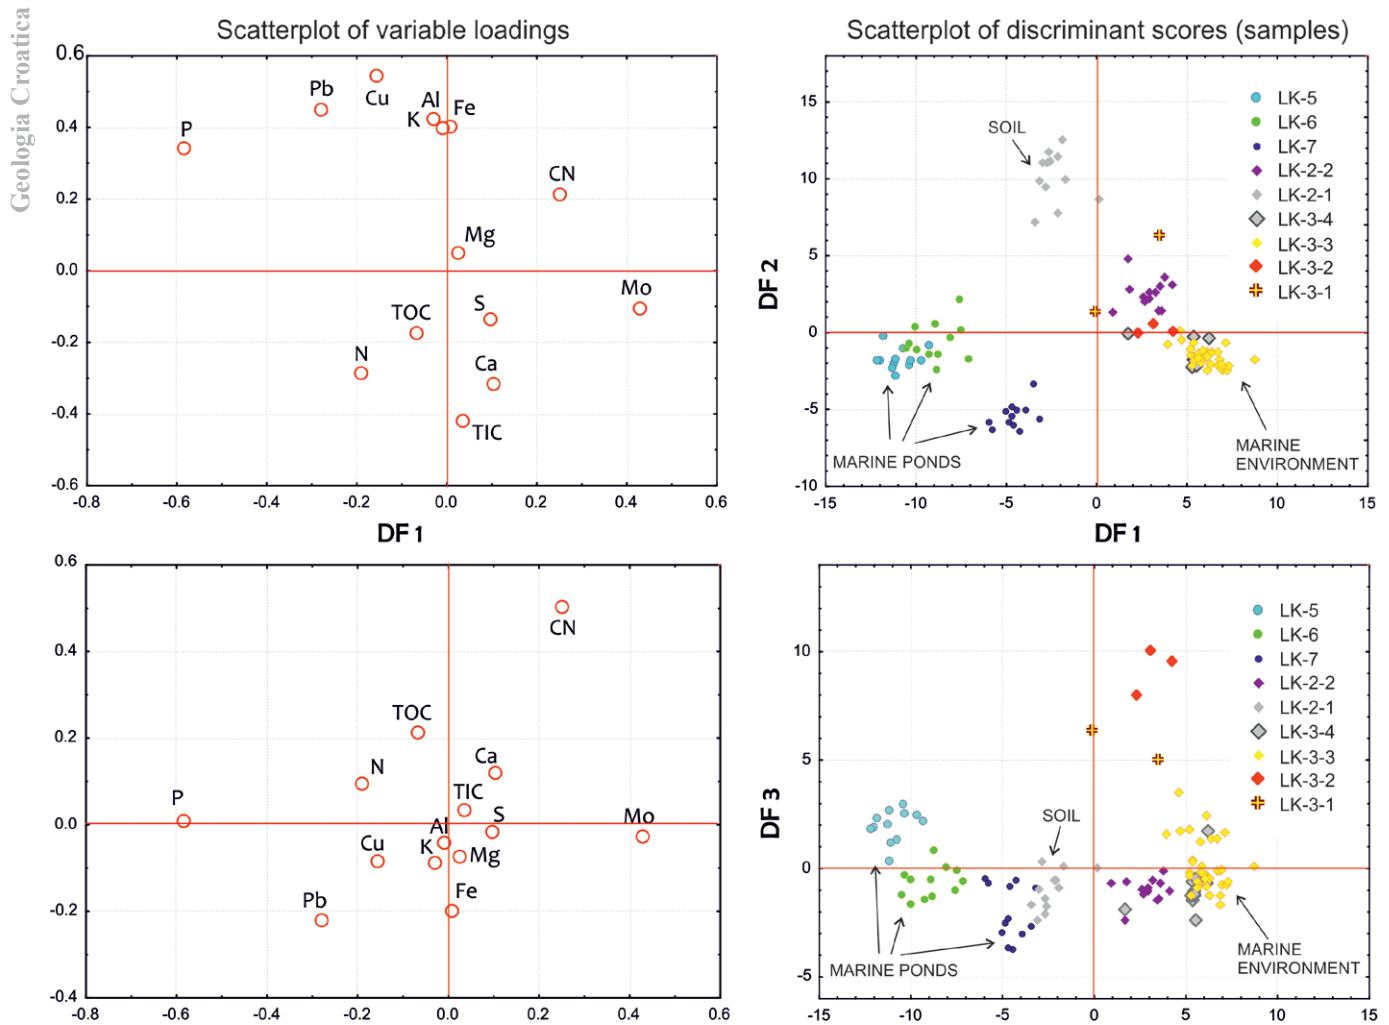 Geologia Croatica
Scatterplot of variable loadings
0.6
0.4
0.2
0.0
-0.2
-0.4
-0.6
P
Pb
Cu
Al
K
Fe
CN
Mg
Mo
S
TOC
N
Ca
TIC
-0.8
-0.6
-0.4
-0.2
0.0
0.2
0.4
0.6
DF 1
Scatterplot of discriminant scores (samples)
DF 2
15
10
5
0
-5
-10
SOIL
MARINE PONDS
MARINE
ENVIRONMENT
LK-5
LK-6
LK-7
LK-2-2
LK-2-1
LK-3-4
LK-3-3
LK-3-2
LK-3-1
-15
-10
-5
0
5
10
15
DF 1
0.6
0.4
0.2
0.0
-0.2
-0.4
CN
TOC
N
Ca
P
TIC
S
Mo
Al
Cu
K
Mg
Pb
Fe
-0.8
-0.6
-0.4
-0.2
0.0
0.2
0.4
0.6
DF 3
10
5
0
-5
SOIL
MARINE PONDS
MARINE
ENVIRONMENT
LK-5
LK-6
LK-7
LK-2-2
LK-2-1
LK-3-4
LK-3-3
LK-3-2
LK-3-1
-15
-10
-5
0
5
10
15